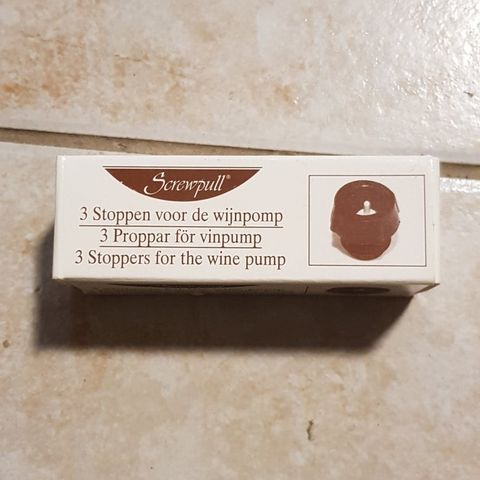 Screwpull®
3 Stoppen voor de wijnpomp
3 Proppar för vinpump
3 Stoppers for the wine pump